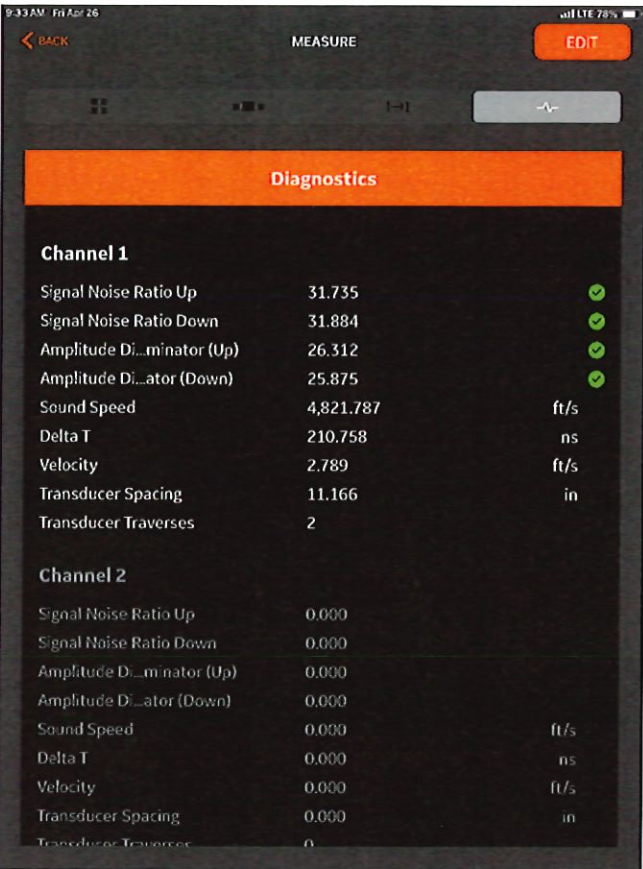 9:33 AM Fri Apr 26 LTE 78%
BACK MEASURE EDIT
Diagnostics
Channel 1
Signal Noise Ratio Up 31.735
Signal Noise Ratio Down 31.884
Amplitude Di...minator (Up) 26.312
Amplitude Di...ator (Down) 25.875
Sound Speed 4,821.787 ft/s
Delta T 210.758 ns
Velocity 2.789 ft/s
Transducer Spacing 11.166 in
Transducer Traverses 2
Channel 2
Signal Noise Ratio Up 0.000
Signal Noise Ratio Down 0.000
Amplitude Di...minator (Up) 0.000
Amplitude Di...ator (Down) 0.000
Sound Speed 0.000 ft/s
Delta T 0.000 ns
Velocity 0.000 ft/s
Transducer Spacing 0.000 in
Transducer Traverses 0